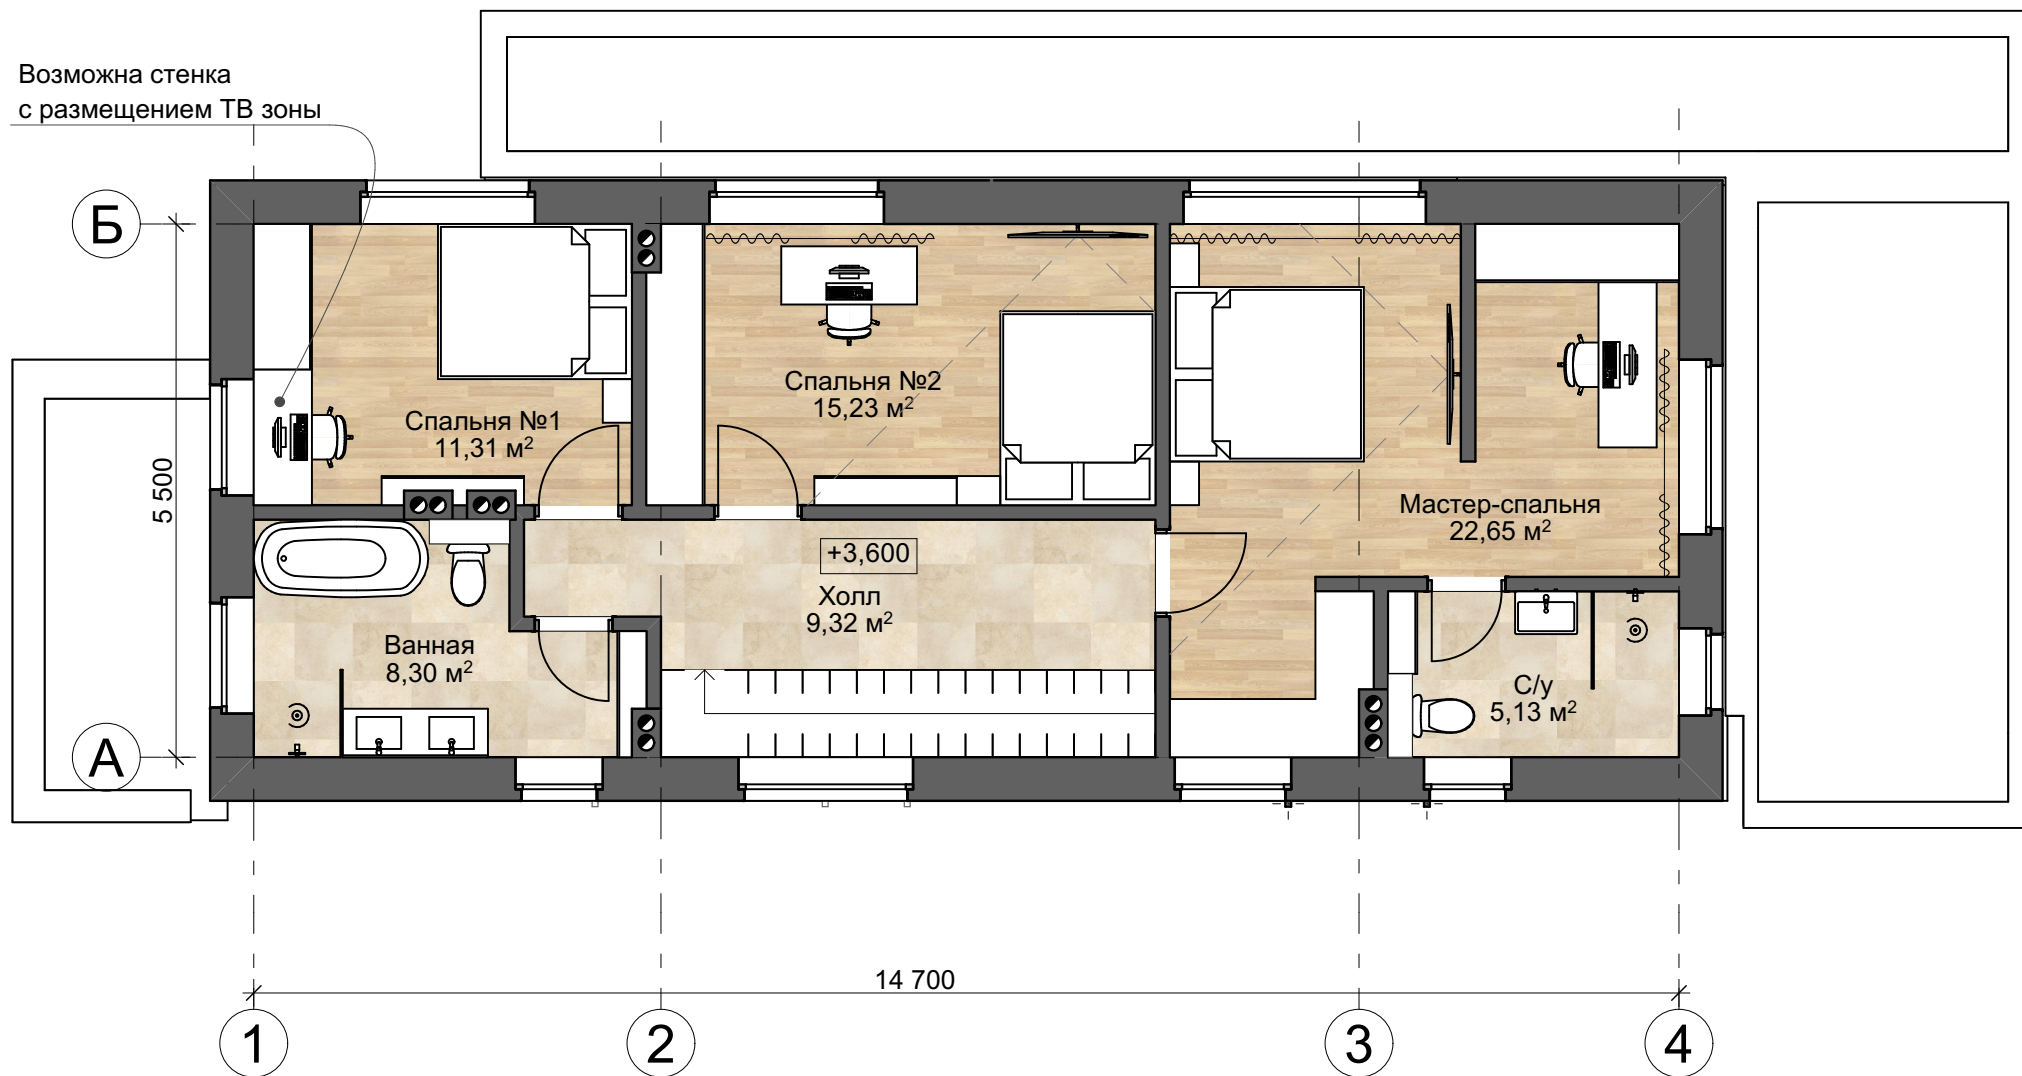 Возможна стенка
с размещением ТВ зоны
Б
5 500
А
Спальня №1
11,31 м²
Спальня №2
15,23 м²
Мастер-спальня
22,65 м²
+3,600
Холл
9,32 м²
Ванная
8,30 м²
С/у
5,13 м²
14 700
1
2
3
4